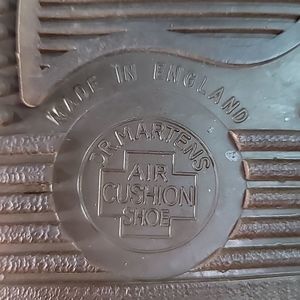 MADE IN ENGLAND
DR. MARTENS
AIR
CUSHION
SHOE